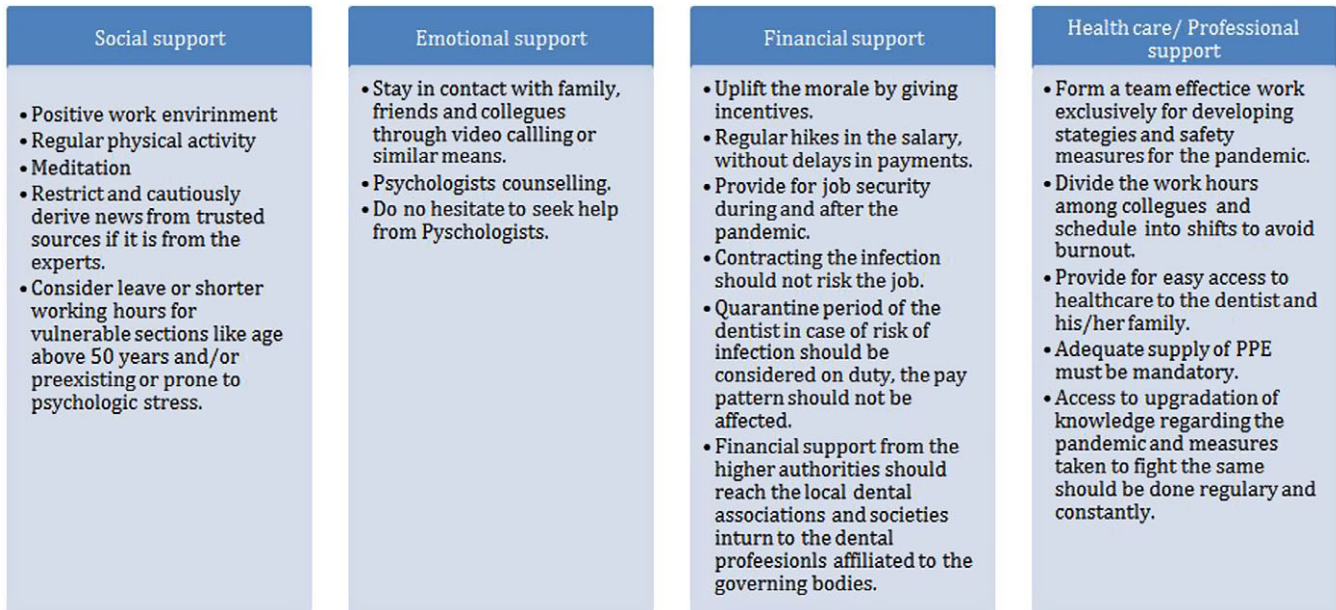 Social support
• Positive work envirinment
• Regular physical activity
• Meditation
• Restrict and cautiously
derive news from trusted
sources if it is from the
experts.
• Consider leave or shorter
working hours for
vulnerable sections like age
above 50 years and/or
preexisting or prone to
psychologic stress.
Emotional support
• Stay in contact with family,
friends and collegues
through video callling or
similar means.
• Psychologists counselling.
• Do no hesitate to seek help
from Pyschologists.
Financial support
• Uplift the morale by giving
incentives.
• Regular hikes in the salary,
without delays in payments.
• Provide for job security
during and after the
pandemic.
• Contracting the infection
should not risk the job.
• Quarantine period of the
dentist in case of risk of
infection should be
considered on duty, the pay
pattern should not be
affected.
• Financial support from the
higher authorities should
reach the local dental
associations and societies
inturn to the dental
profeesionls affiliated to the
governing bodies.
Health care/ Professional
support
• Form a team effectice work
exclusively for developing
stategies and safety
measures for the pandemic.
• Divide the work hours
among collegues and
schedule into shifts to avoid
burnout.
• Provide for easy access to
healthcare to the dentist and
his/her family.
• Adequate supply of PPE
must be mandatory.
• Access to upgradation of
knowledge regarding the
pandemic and measures
taken to fight the same
should be done regulary and
constantly.